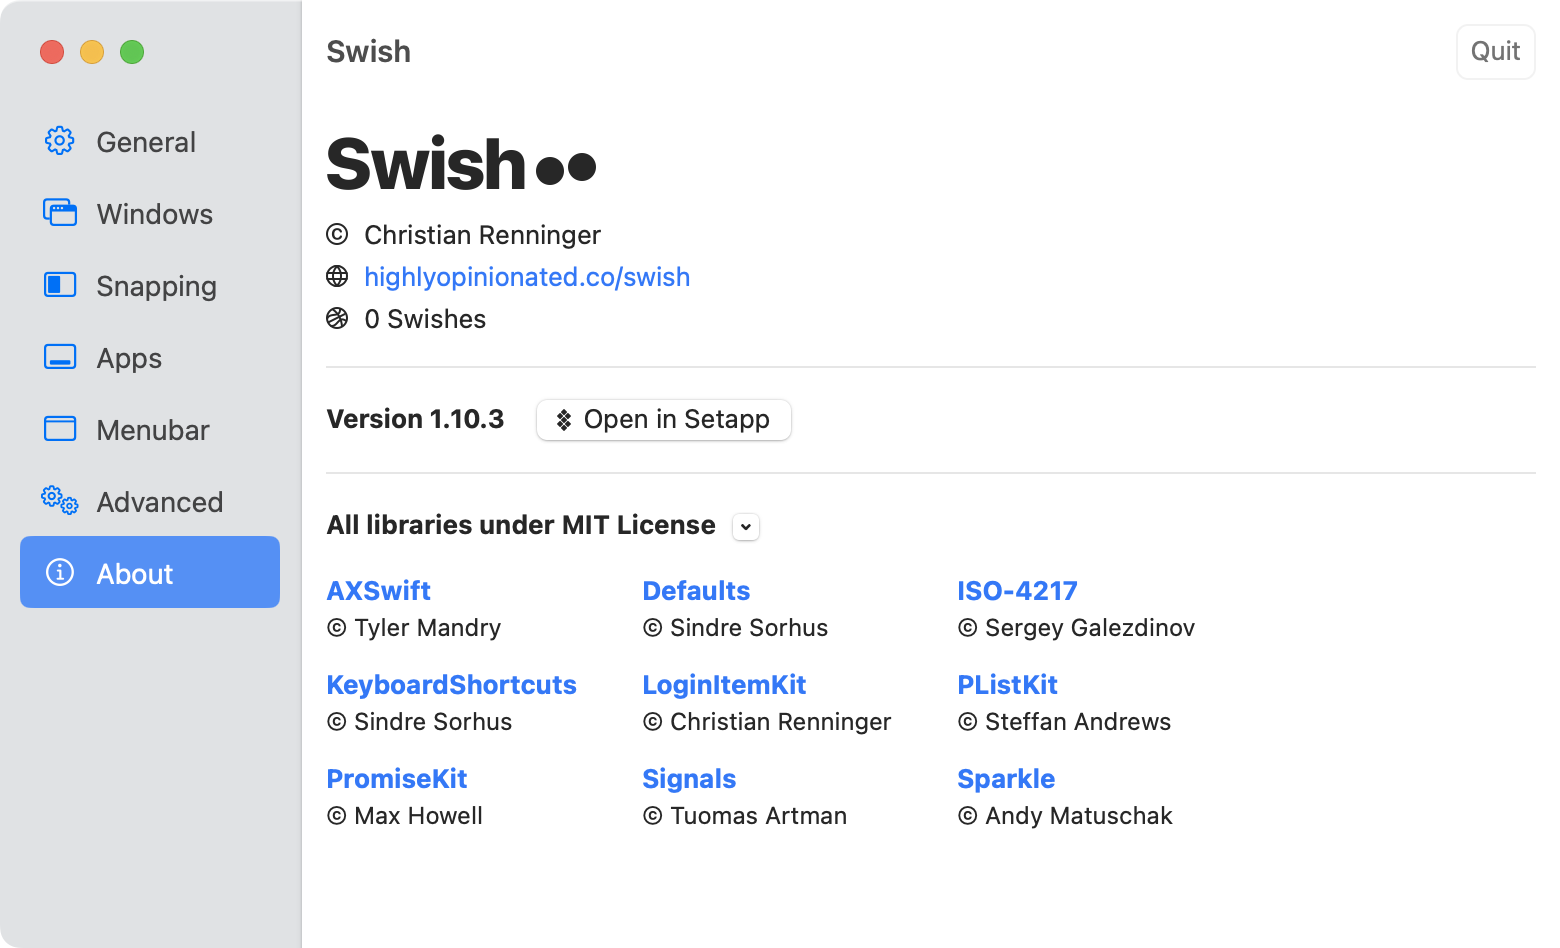 Swish
Quit
General
Windows
Snapping
Apps
Menubar
Advanced
About
Swish
© Christian Renninger
highlyopinionated.co/swish
0 Swishes
Version 1.10.3
Open in Setapp
All libraries under MIT License
AXSwift
© Tyler Mandry
Defaults
© Sindre Sorhus
ISO-4217
© Sergey Galezdinov
KeyboardShortcuts
© Sindre Sorhus
LoginItemKit
© Christian Renninger
PListKit
© Steffan Andrews
PromiseKit
© Max Howell
Signals
© Tuomas Artman
Sparkle
© Andy Matuschak